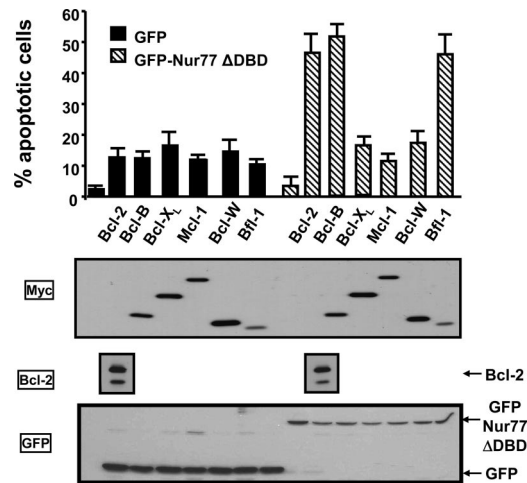 % apoptotic cells
60
50
40
30
20
10
0
GFP
GFP-Nur77 ΔDBD
Bcl-2
Bcl-B
Bcl-XL
Mcl-1
Bcl-W
Bfl-1
Bcl-2
Bcl-B
Bcl-XL
Mcl-1
Bcl-W
Bfl-1
Myc
Bcl-2
Bcl-2
GFP
GFP
Nur77
ΔDBD
GFP